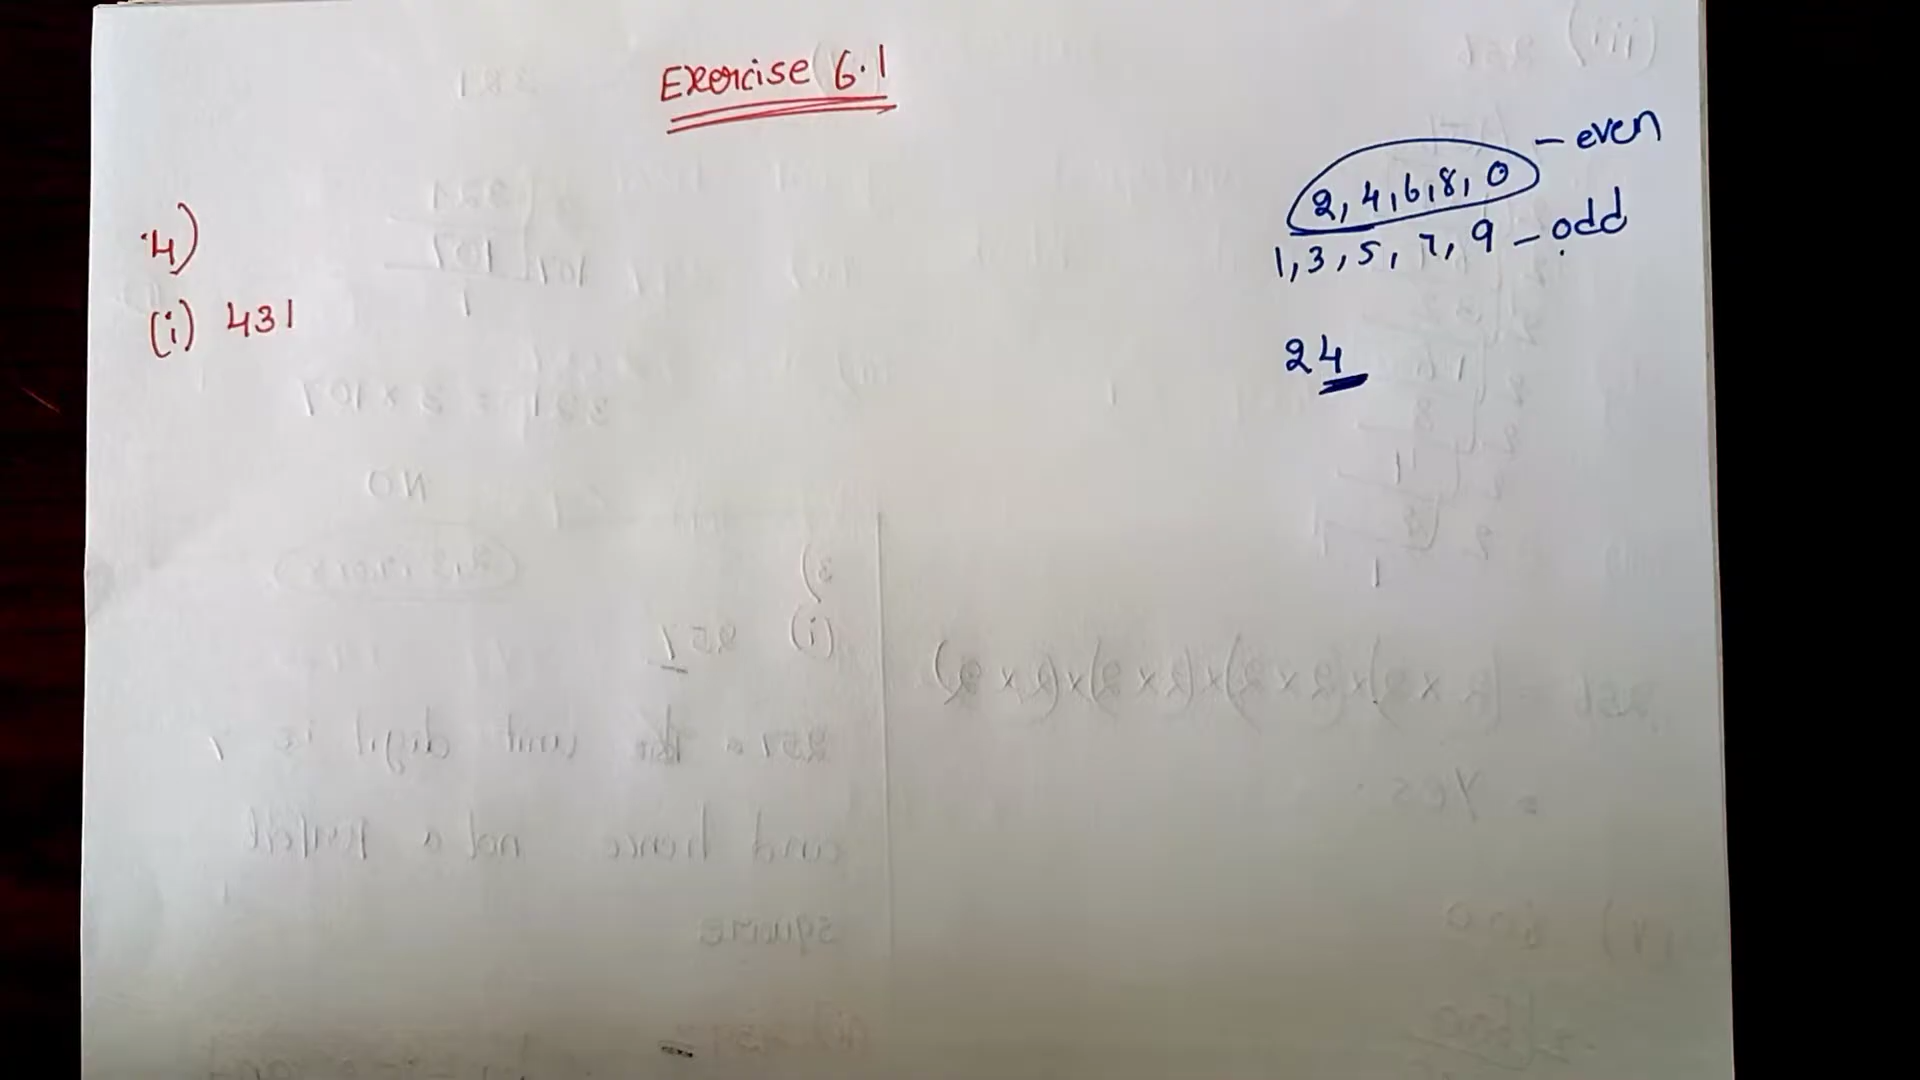 Exercise 6.1
2, 4, 6, 8, 0 - even
1, 3, 5, 7, 9 - odd
4)
(i) 431
24